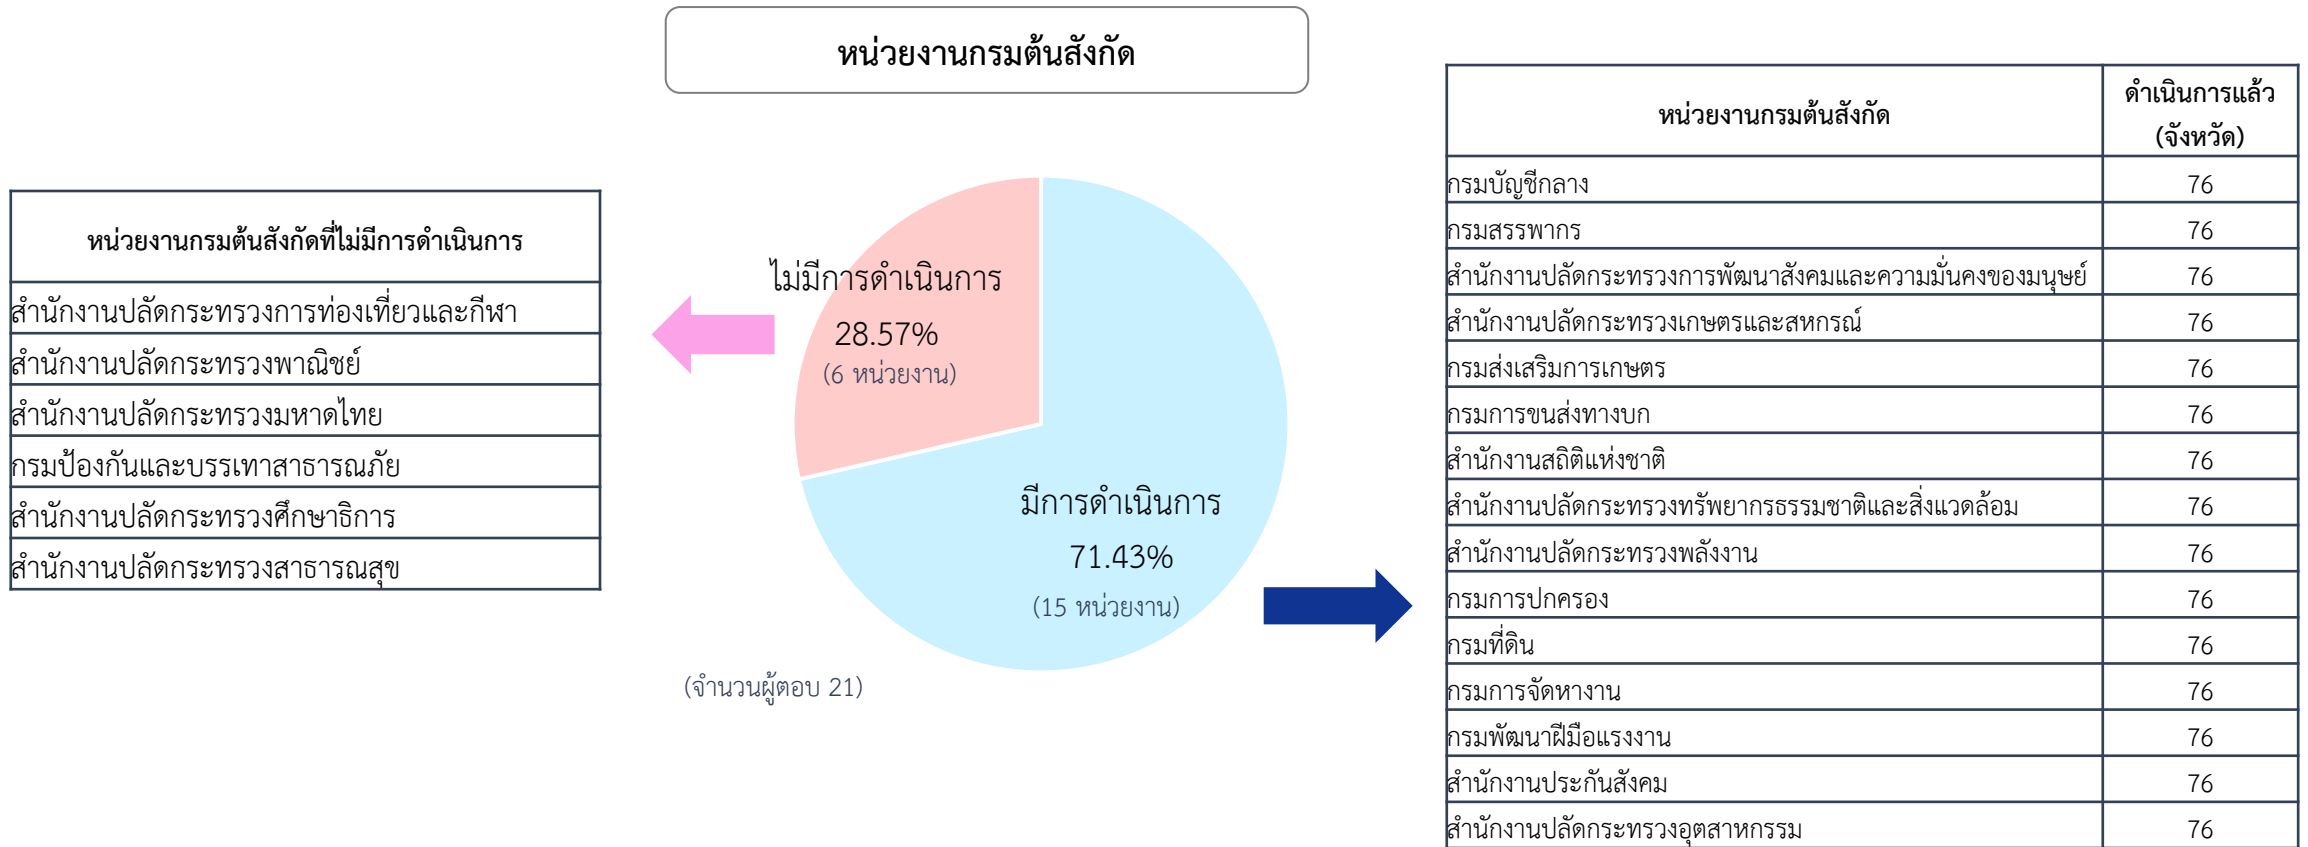 หน่วยงานกรมต้นสังกัด
หน่วยงานกรมต้นสังกัดที่ไม่มีการดำเนินการ
สำนักงานปลัดกระทรวงการท่องเที่ยวและกีฬา
สำนักงานปลัดกระทรวงพาณิชย์
สำนักงานปลัดกระทรวงมหาดไทย
กรมป้องกันและบรรเทาสาธารณภัย
สำนักงานปลัดกระทรวงศึกษาธิการ
สำนักงานปลัดกระทรวงสาธารณสุข
ไม่มีการดำเนินการ
28.57%
(6 หน่วยงาน)
มีการดำเนินการ
71.43%
(15 หน่วยงาน)
(จำนวนผู้ตอบ 21)
หน่วยงานกรมต้นสังกัด
ดำเนินการแล้ว
(จังหวัด)
กรมบัญชีกลาง 76
กรมสรรพากร 76
สำนักงานปลัดกระทรวงการพัฒนาสังคมและความมั่นคงของมนุษย์ 76
สำนักงานปลัดกระทรวงเกษตรและสหกรณ์ 76
กรมส่งเสริมการเกษตร 76
กรมการขนส่งทางบก 76
สำนักงานสถิติแห่งชาติ 76
สำนักงานปลัดกระทรวงทรัพยากรธรรมชาติและสิ่งแวดล้อม 76
สำนักงานปลัดกระทรวงพลังงาน 76
กรมการปกครอง 76
กรมที่ดิน 76
กรมการจัดหางาน 76
กรมพัฒนาฝีมือแรงงาน 76
สำนักงานประกันสังคม 76
สำนักงานปลัดกระทรวงอุตสาหกรรม 76